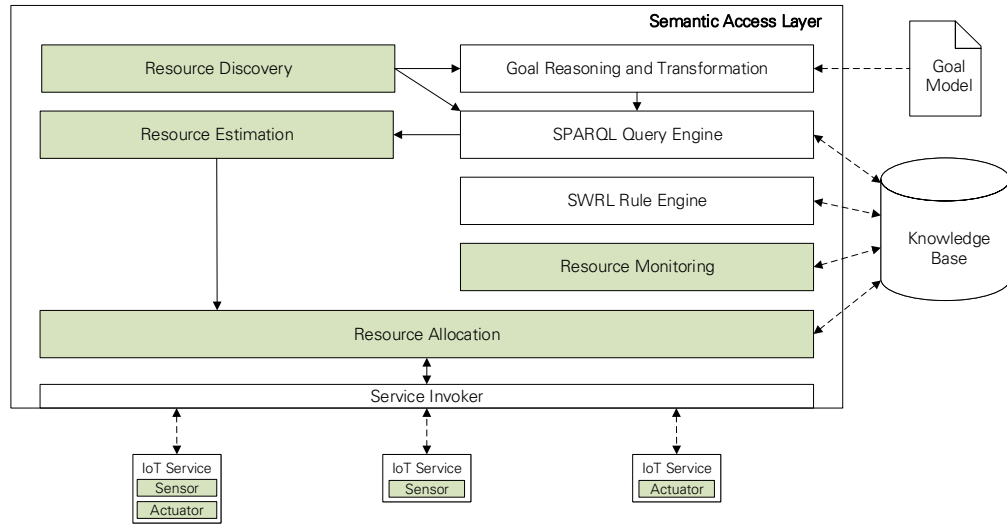 Semantic Access Layer
Resource Discovery
Goal Reasoning and Transformation
Goal
Model
Resource Estimation
SPARQL Query Engine
SWRL Rule Engine
Knowledge
Base
Resource Monitoring
Resource Allocation
Service Invoker
IoT Service
Sensor
Actuator
IoT Service
Sensor
IoT Service
Actuator